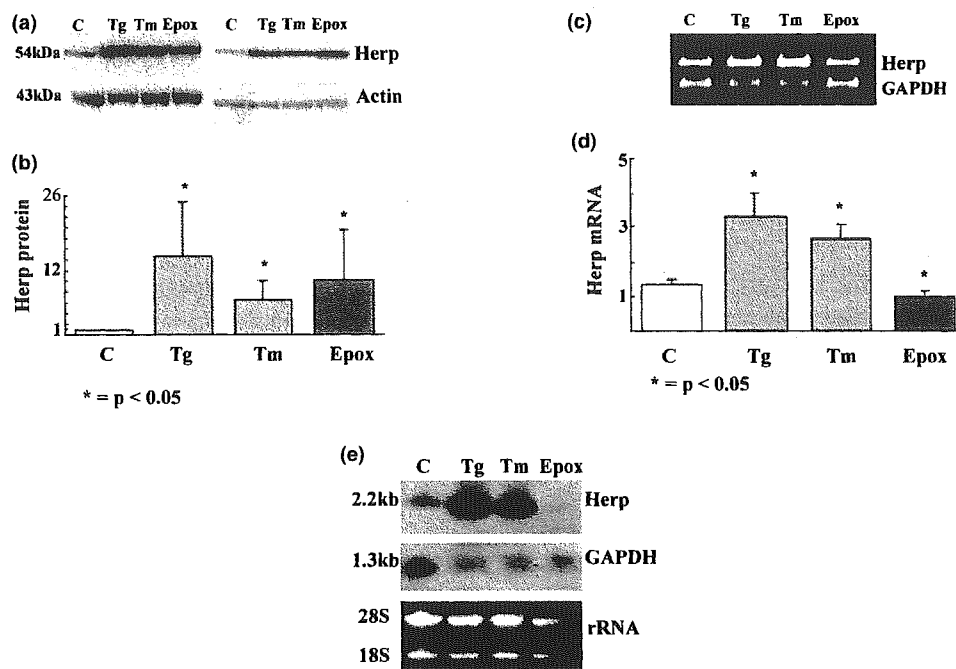 (a)
C Tg Tm Epox
C Tg Tm Epox
54kDa
Herp
43kDa
Actin
(b)
Herp protein
26
12
1
C Tg Tm Epox
* * *
* = p < 0.05
(c)
C Tg Tm Epox
Herp
GAPDH
(d)
Herp mRNA
5
3
1
* * *
C Tg Tm Epox
* = p < 0.05
(e)
C Tg Tm Epox
2.2kb
Herp
1.3kb
GAPDH
28S
rRNA
18S